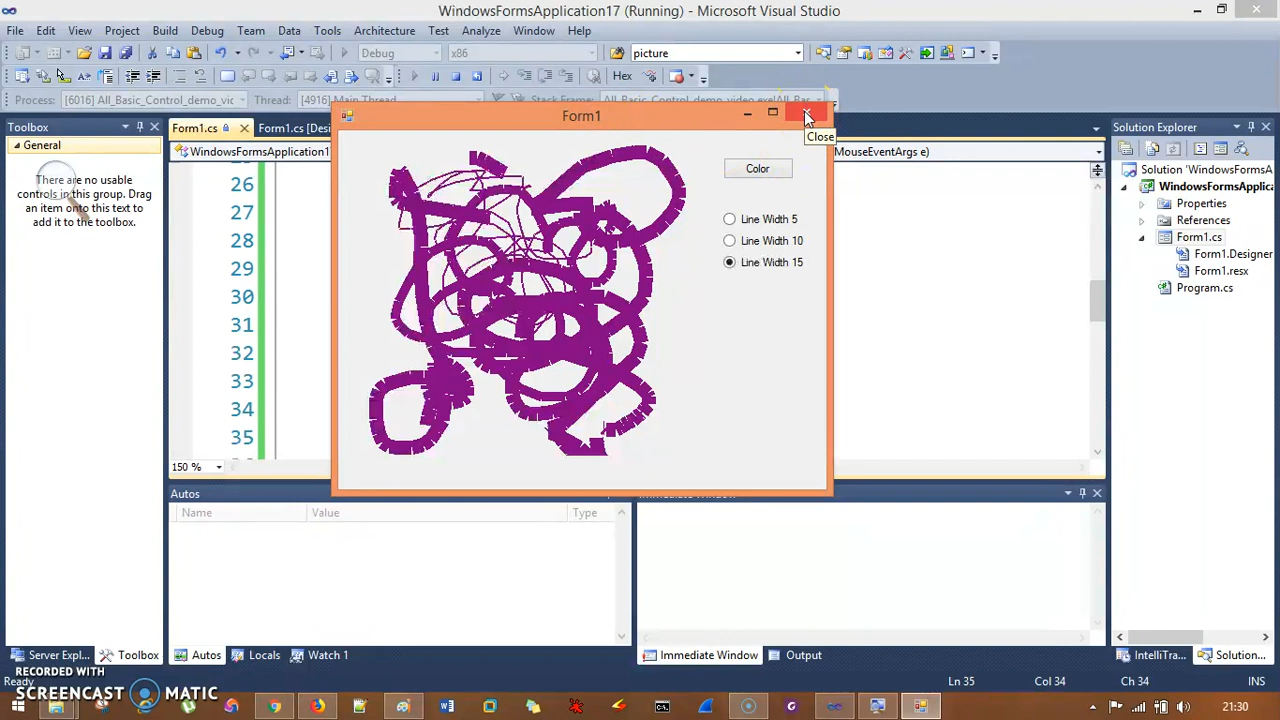 WindowsFormsApplication17 (Running) - Microsoft Visual Studio
File Edit View Project Build Debug Team Data Tools Architecture Test Analyze Window Help
Debug x86 picture
Hex
Process: [6016] All_Basic_Control_demo_vide Thread: [4916] Main Thread Stack Frame: All_Basic_Control_demo_video.exe!All_Bas
Toolbox
Form1.cs Form1.cs [Des
Form1
Close
Solution Explorer
General
WindowsFormsApplication1 MouseEventArgs e)
There are no usable
controls in this group. Drag
an item onto this text to
add it to the toolbox.
Color
Line Width 5
Line Width 10
Line Width 15
26
27
28
29
30
31
32
33
34
35
150 %
Solution 'WindowsFormsA
WindowsFormsApplica
Properties
References
Form1.cs
Form1.Designer
Form1.resx
Program.cs
Autos Immediate Window
Name Value Type
Server Expl... Toolbox Autos Locals Watch 1 Immediate Window Output IntelliTra... Solution...
Ready Ln 35 Col 34 Ch 34 INS
RECORDED WITH
SCREENCAST MATIC
21:30